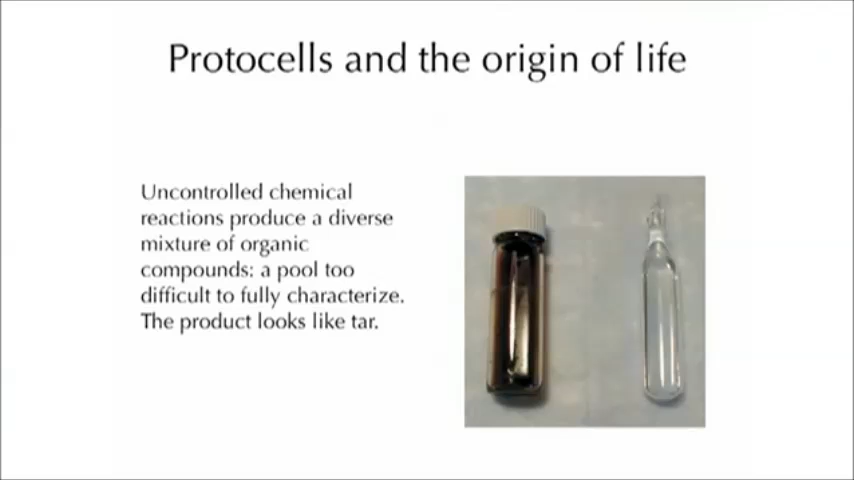 Protocells and the origin of life
Uncontrolled chemical
reactions produce a diverse
mixture of organic
compounds: a pool too
difficult to fully characterize.
The product looks like tar.